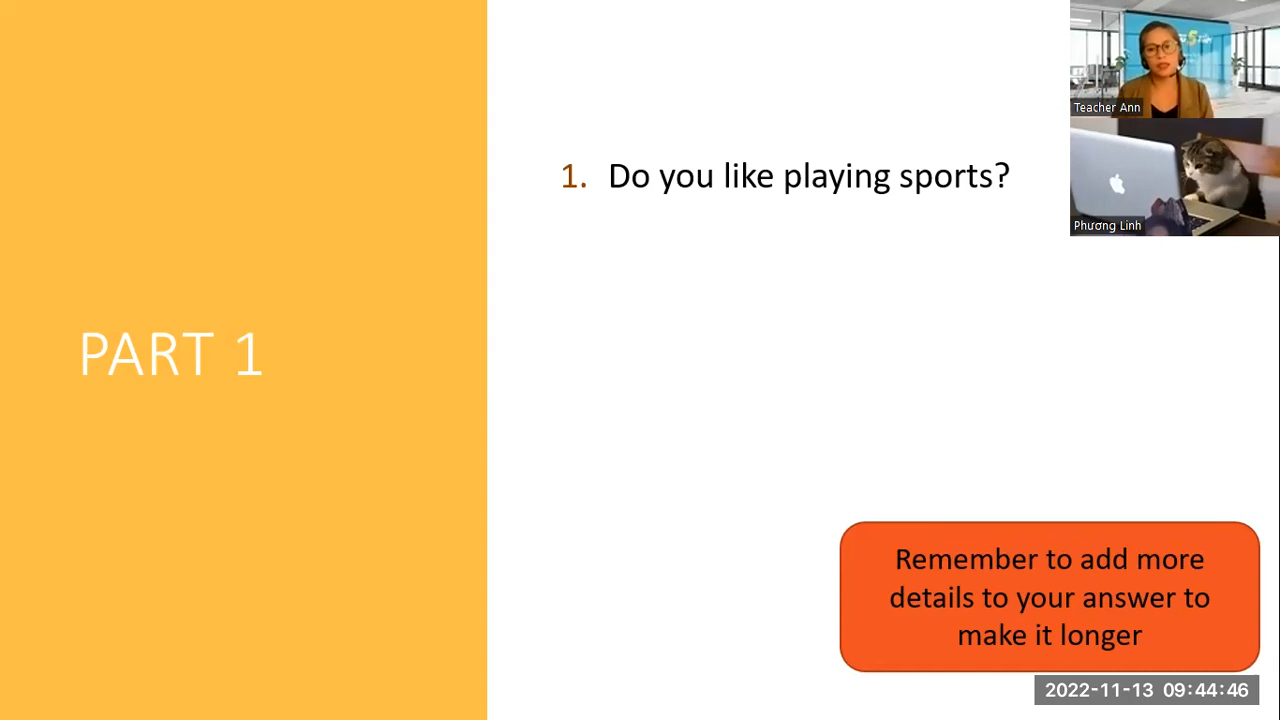 Teacher Ann
1. Do you like playing sports?
Phương Linh
PART 1
Remember to add more
details to your answer to
make it longer
2022-11-13 09:44:46